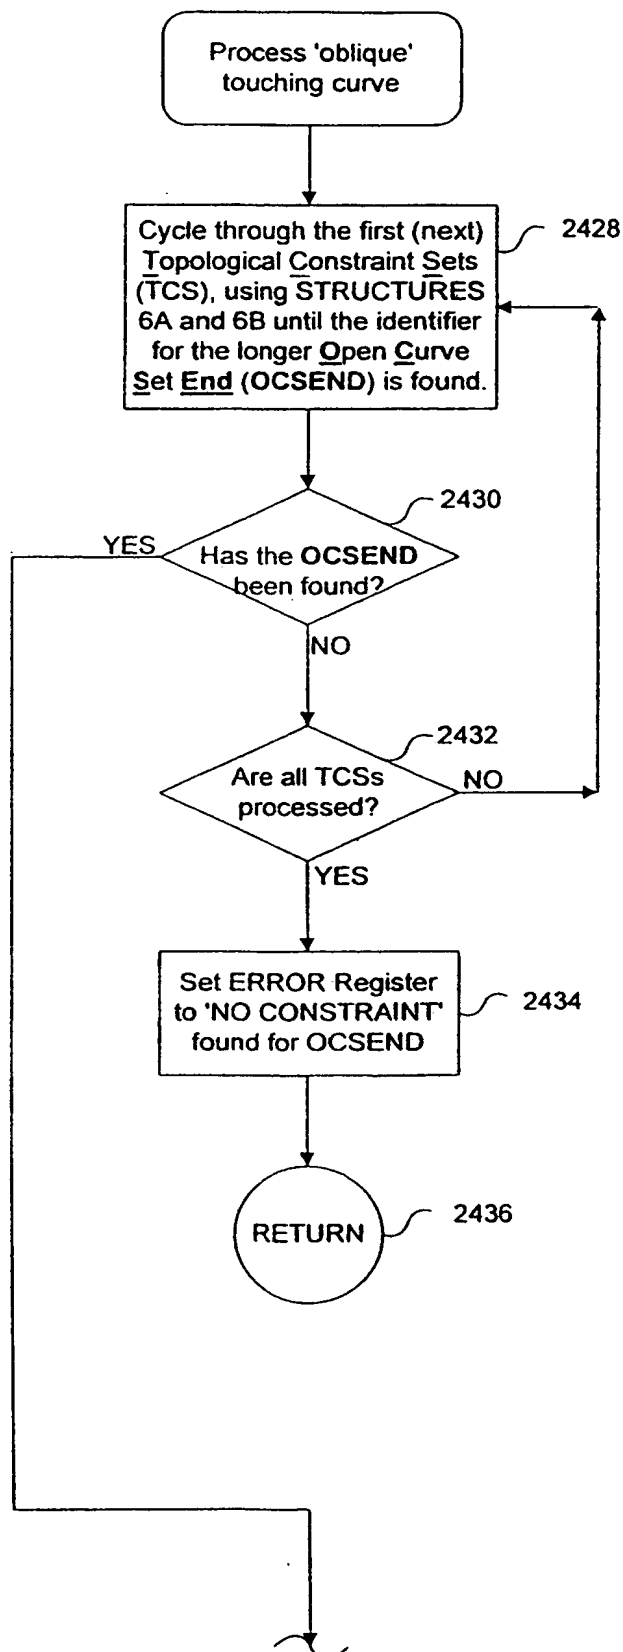 Process 'oblique'
touching curve
Cycle through the first (next)
Topological Constraint Sets
(TCS), using STRUCTURES
6A and 6B until the identifier
for the longer Open Curve
Set End (OCSEND) is found.
2428
2430
YES
Has the OCSEND
been found?
NO
2432
Are all TCSs
processed?
NO
YES
Set ERROR Register
to 'NO CONSTRAINT'
found for OCSEND
2434
RETURN
2436